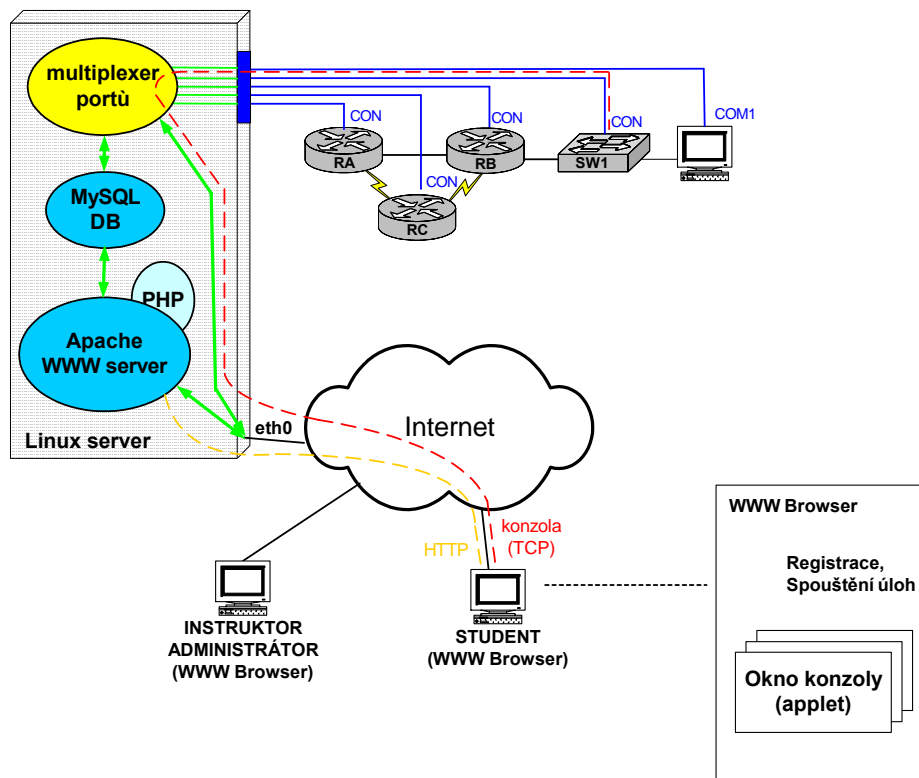 multiplexer
portù
MySQL
DB
PHP
Apache
WWW server
Linux server
eth0
CON
CON
CON
CON
COM1
RA
RB
SW1
RC
Internet
HTTP
konzola
(TCP)
INSTRUKTOR
ADMINISTRÁTOR
(WWW Browser)
STUDENT
(WWW Browser)
WWW Browser
Registrace,
Spouštění úloh
Okno konzoly
(applet)